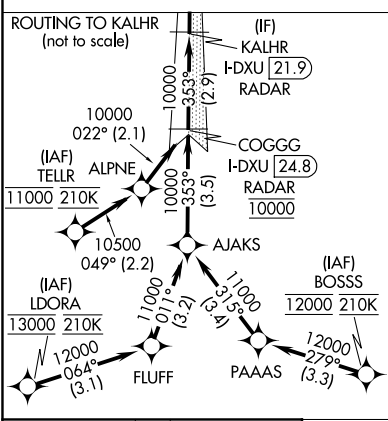 ROUTING TO KALHR
(not to scale)
(IF)
KALHR
I-DXU 21.9
RADAR
10000
353°
(2.9)
10000
022° (2.1)
COGGG
I-DXU 24.8
RADAR
10000
(IAF)
TELLR
11000 210K
ALPNE
10000
353°
(3.5)
10500
049° (2.2)
AJAKS
(IAF)
BOSSS
12000 210K
(IAF)
LDORA
13000 210K
11000
011°
(3.2)
11000
315°
(3.4)
12000
064°
(3.1)
FLUFF
PAAAS
12000
279°
(3.3)